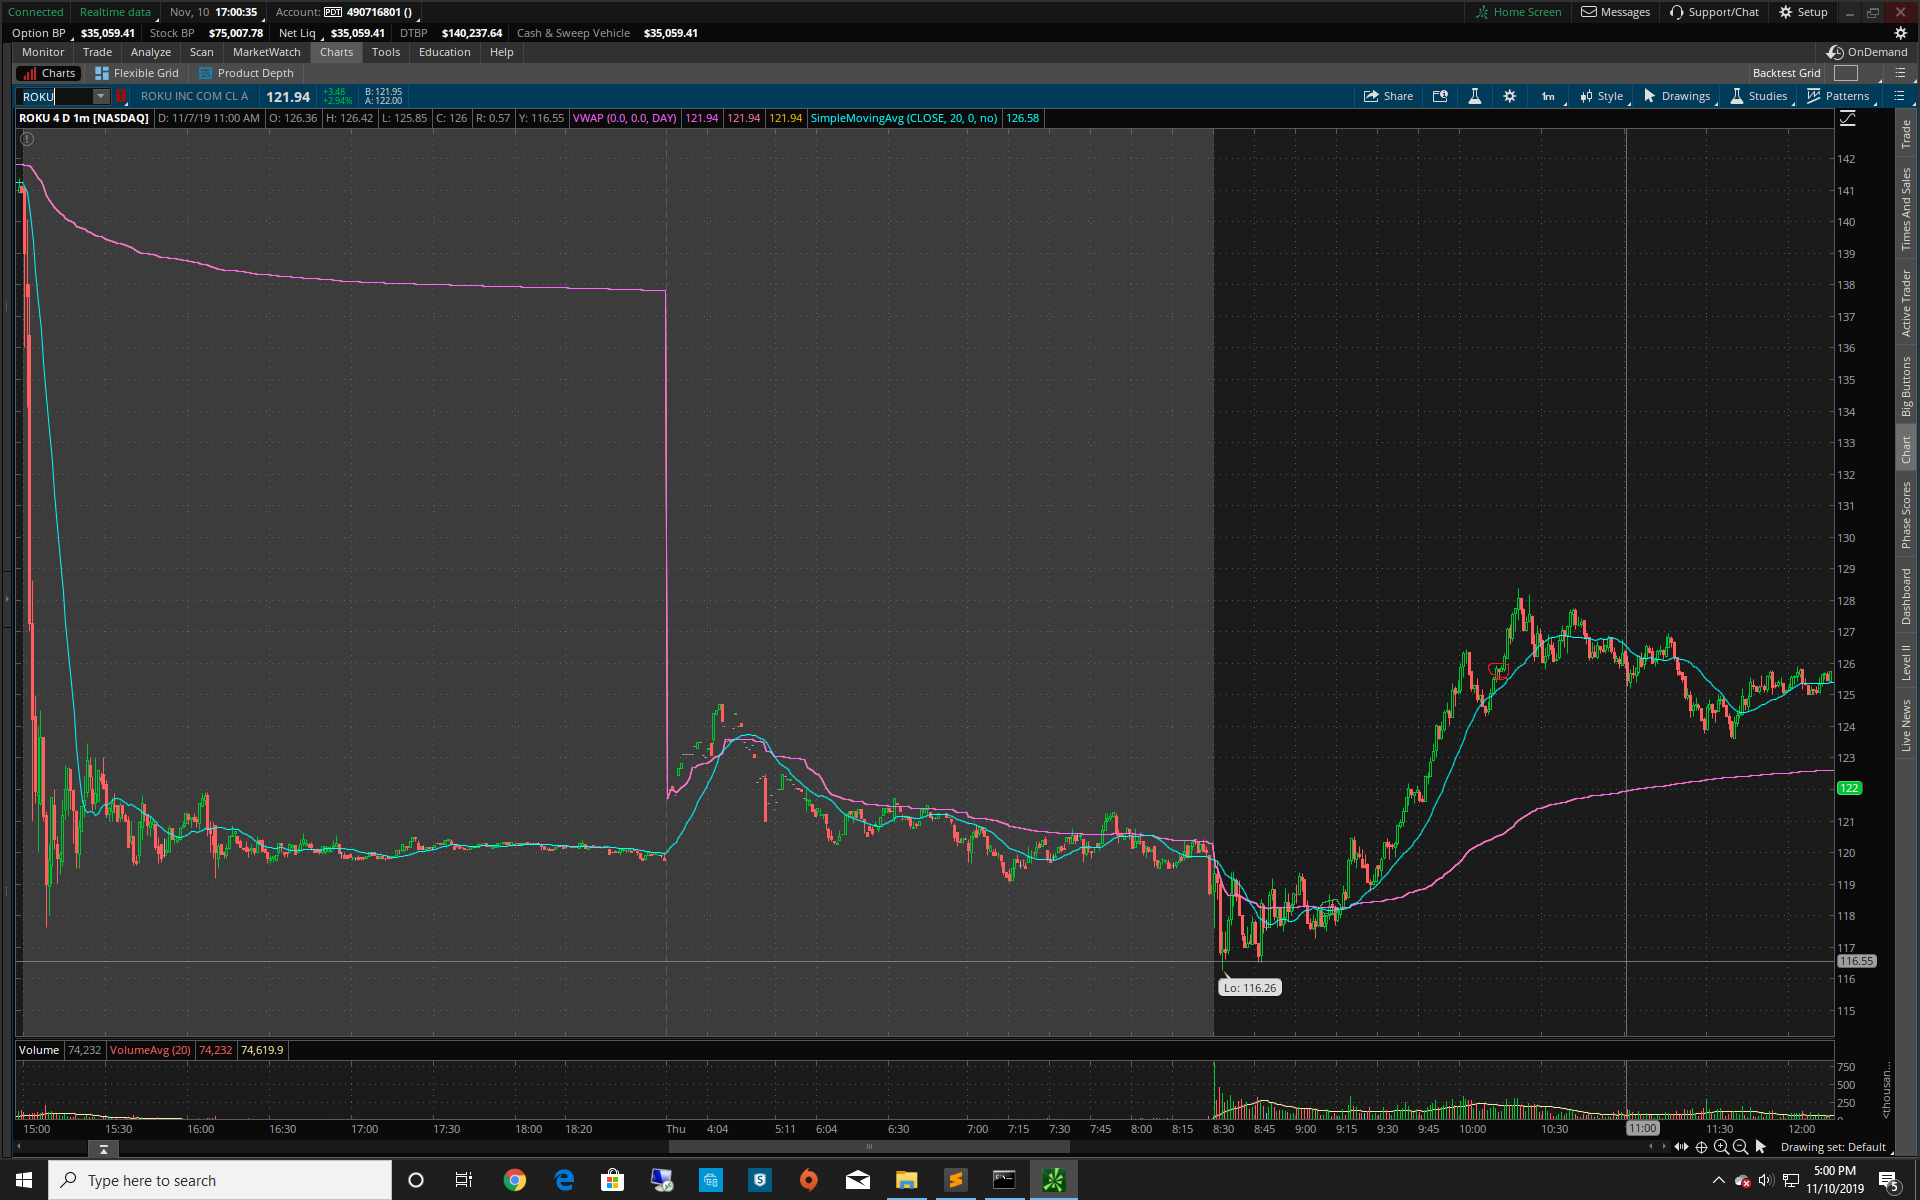 Connected Realtime data Nov, 10 17:00:35 Account: PDT 490716801 () Home Screen Messages Support/Chat Setup
Option BP $35,059.41 Stock BP $75,007.78 Net Liq $35,059.41 DTBP $140,237.64 Cash & Sweep Vehicle $35,059.41
Monitor Trade Analyze Scan MarketWatch Charts Tools Education Help OnDemand
Charts Flexible Grid Product Depth Backtest Grid
ROKU ROKU INC COM CL A 121.94 +3.48 +2.94% B: 121.95 A: 122.00 Share 1m Style Drawings Studies Patterns
ROKU 4 D 1m [NASDAQ] D: 11/7/19 11:00 AM O: 126.36 H: 126.42 L: 125.85 C: 126 R: 0.57 Y: 116.55 VWAP (0.0, 0.0, DAY) 121.94 121.94 121.94 SimpleMovingAvg (CLOSE, 20, 0, no) 126.58
142
141
140
139
138
137
136
135
134
133
132
131
130
129
128
127
126
125
124
123
122
121
120
119
118
117
116.55
116
115
Lo: 116.26
Trade
Times And Sales
Active Trader
Big Buttons
Chart
Phase Scores
Dashboard
Level II
Live News
Volume 74,232 VolumeAvg (20) 74,232 74,619.9
750
500
250
<thousan...
15:00 15:30 16:00 16:30 17:00 17:30 18:00 18:20 Thu 4:04 5:11 6:04 6:30 7:00 7:15 7:30 7:45 8:00 8:15 8:30 8:45 9:00 9:15 9:30 9:45 10:00 10:30 11:00 11:30 12:00
Drawing set: Default
Type here to search
5:00 PM
11/10/2019
5